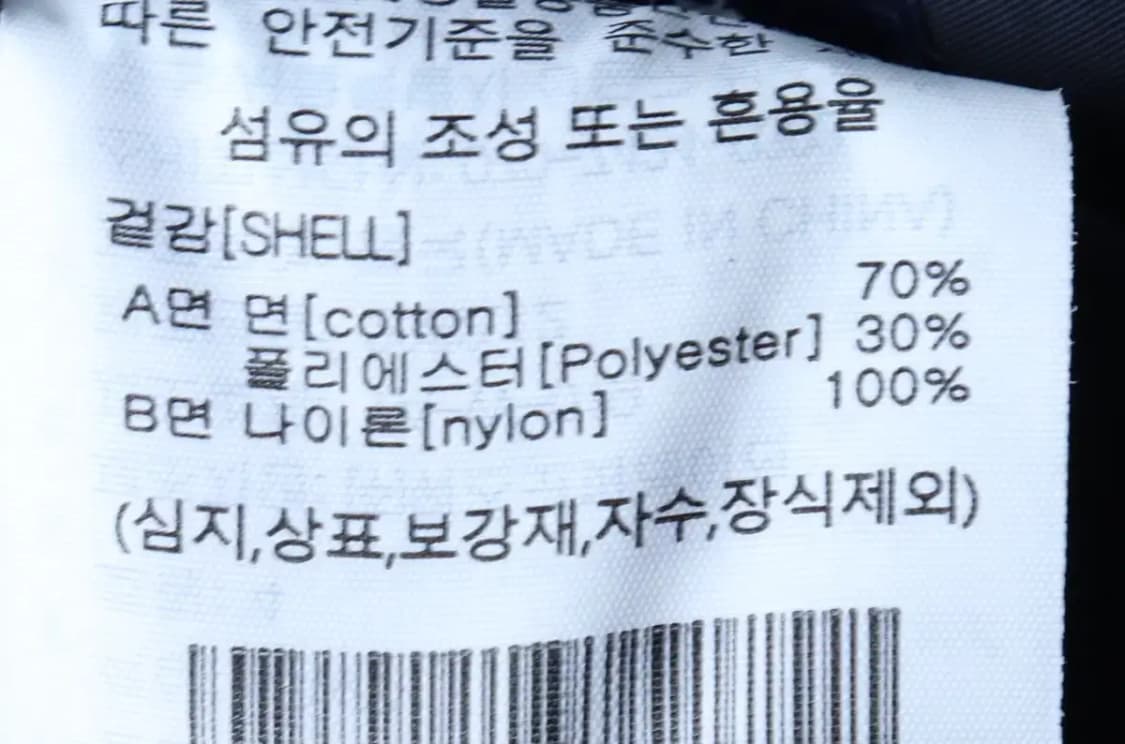 따른 안전기준을 준수한
섬유의 조성 또는 혼용율
겉감[SHELL]
A면 면[cotton] 70%
폴리에스터[Polyester] 30%
B면 나이론[nylon] 100%
(심지,상표,보강재,자수,장식제외)